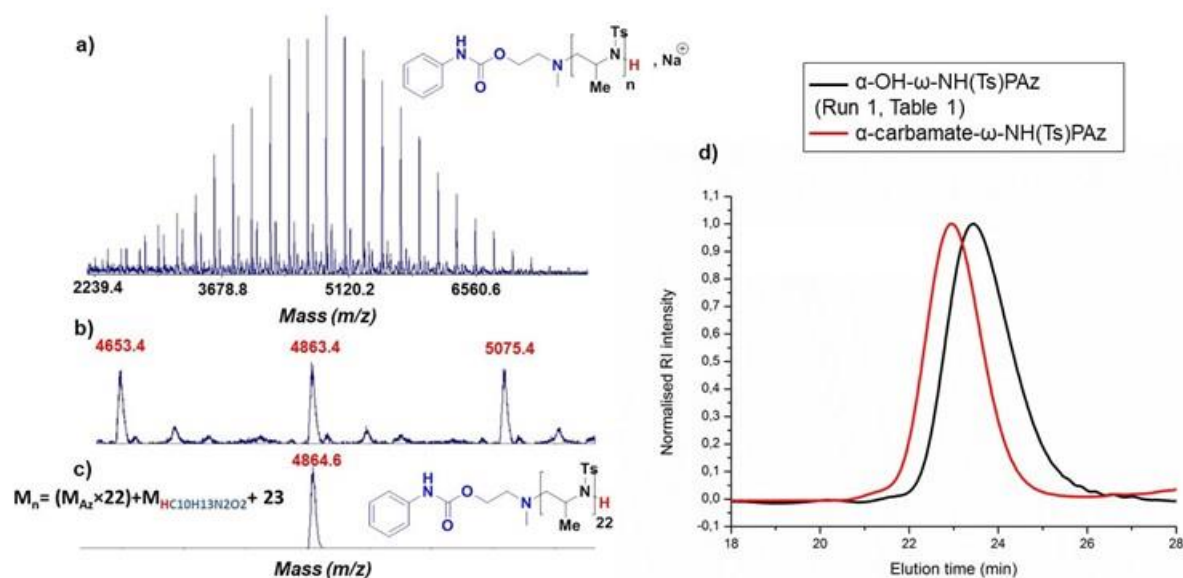 a)
H
N
O
O
N
Ts
N
H
Me
n
, Na⊕
2239.4 3678.8 5120.2 6560.6
Mass (m/z)
b)
4653.4 4863.4 5075.4
c)
4864.6
Mn= (MAz×22)+MHC10H13N2O2+ 23
H
N
O
O
N
Ts
N
H
Me
22
Mass (m/z)
α-OH-ω-NH(Ts)PAz
(Run 1, Table 1)
α-carbamate-ω-NH(Ts)PAz
d)
Normalised RI intensity
1,1
1,0
0,9
0,8
0,7
0,6
0,5
0,4
0,3
0,2
0,1
0,0
-0,1
18 20 22 24 26 28
Elution time (min)